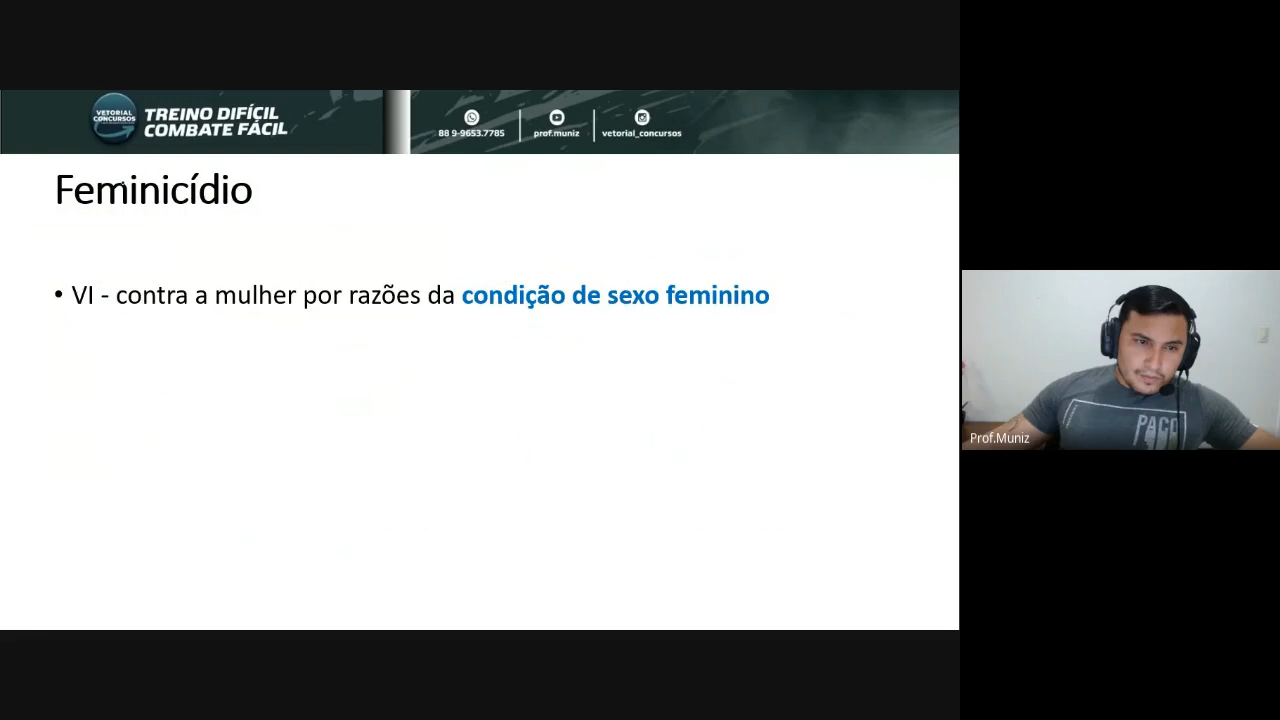 VETORIAL
CONCURSOS
TREINO DIFÍCIL
COMBATE FÁCIL
88 9-9653.7785
prof.muniz
vetorial_concursos
Feminicídio
• VI - contra a mulher por razões da condição de sexo feminino
PACO
Prof.Muniz